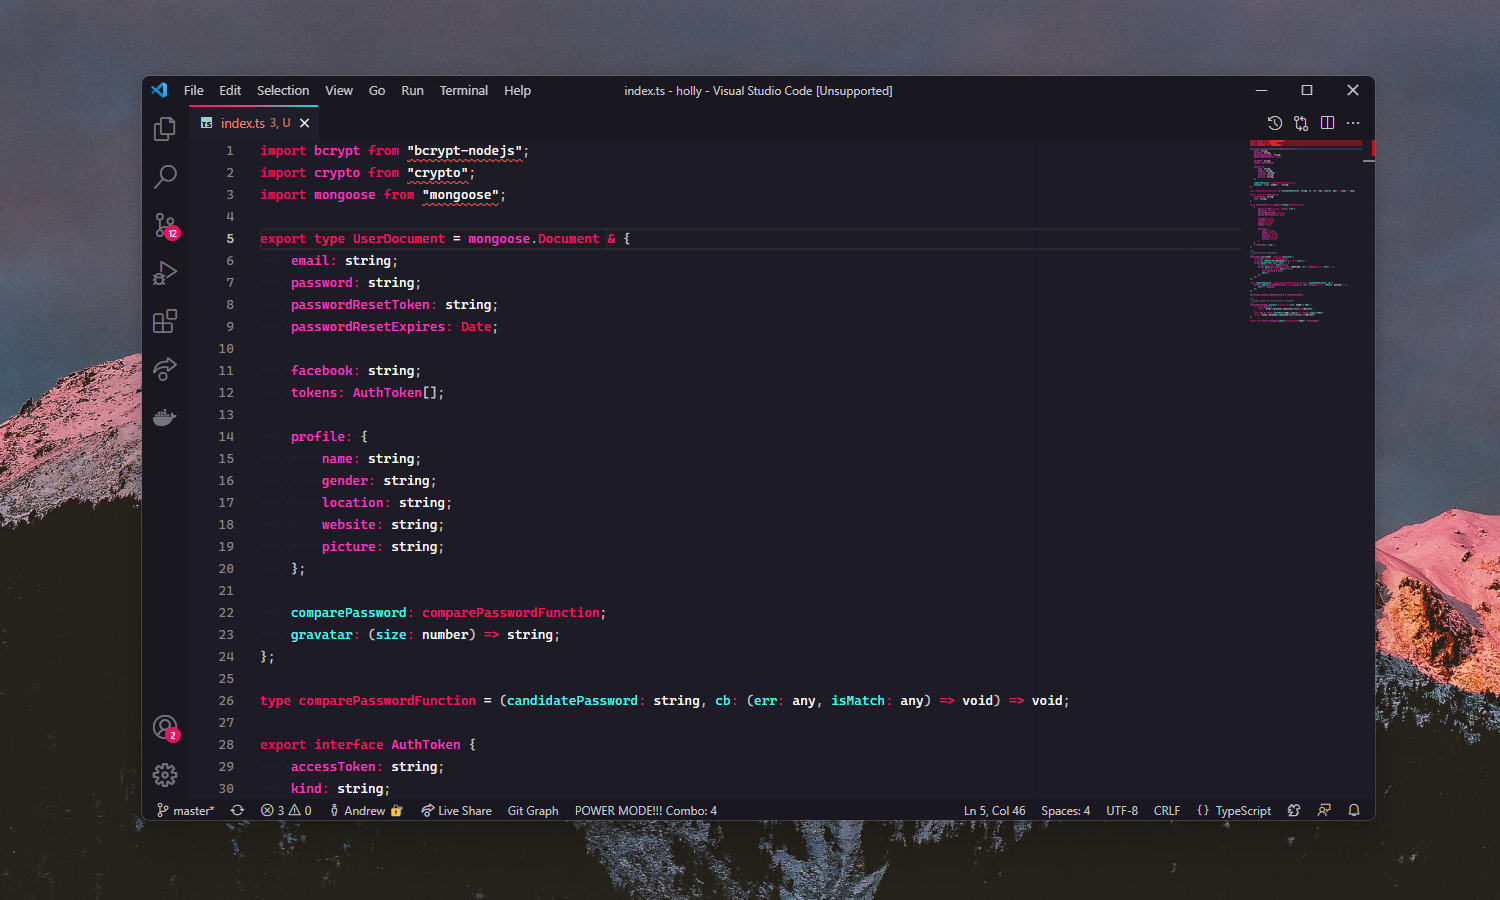 File Edit Selection View Go Run Terminal Help index.ts - holly - Visual Studio Code [Unsupported]
TS index.ts 3, U
1 import bcrypt from "bcrypt-nodejs";
2 import crypto from "crypto";
3 import mongoose from "mongoose";
4
5 export type UserDocument = mongoose.Document & {
6 email: string;
7 password: string;
8 passwordResetToken: string;
9 passwordResetExpires: Date;
10
11 facebook: string;
12 tokens: AuthToken[];
13
14 profile: {
15 name: string;
16 gender: string;
17 location: string;
18 website: string;
19 picture: string;
20 };
21
22 comparePassword: comparePasswordFunction;
23 gravatar: (size: number) => string;
24 };
25
26 type comparePasswordFunction = (candidatePassword: string, cb: (err: any, isMatch: any) => void) => void;
27
28 export interface AuthToken {
29 accessToken: string;
30 kind: string;
12
2
master* 3 0 Andrew Live Share Git Graph POWER MODE!!! Combo: 4 Ln 5, Col 46 Spaces: 4 UTF-8 CRLF {} TypeScript